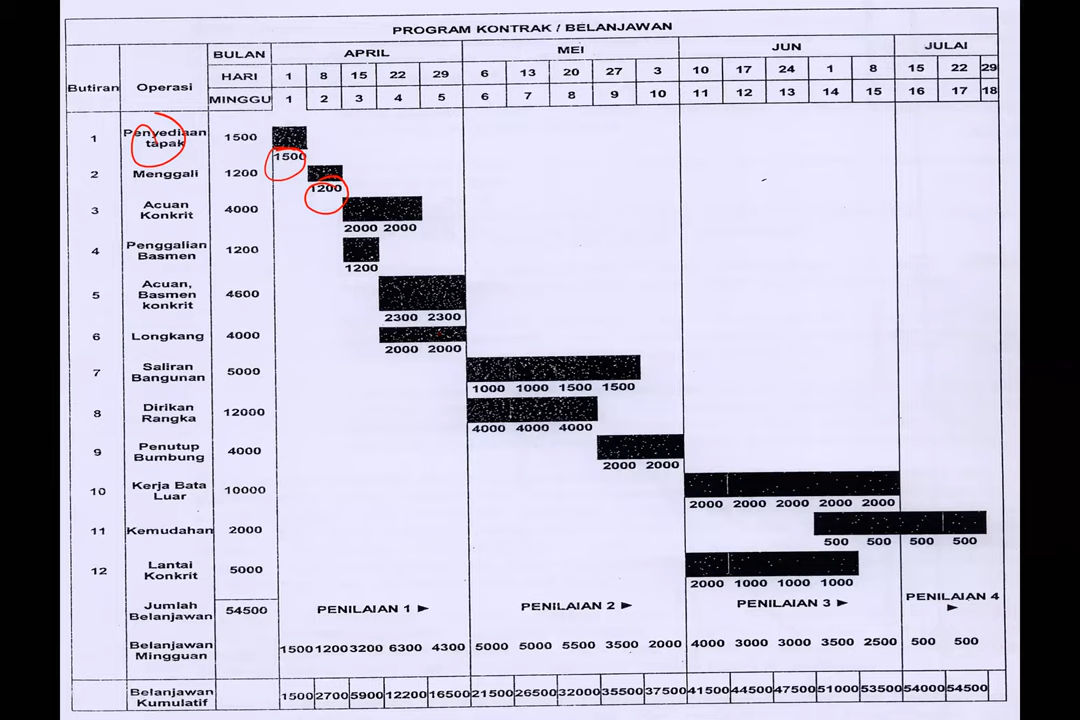 PROGRAM KONTRAK / BELANJAWAN
Butiran Operasi BULAN APRIL MEI JUN JULAI
HARI 1 8 15 22 29 6 13 20 27 3 10 17 24 1 8 15 22 29
MINGGU 1 2 3 4 5 6 7 8 9 10 11 12 13 14 15 16 17 18
1 Penyediaan tapak 1500
1500
2 Menggali 1200
1200
3 Acuan Konkrit 4000
2000 2000
4 Penggalian Basmen 1200
1200
5 Acuan, Basmen konkrit 4600
2300 2300
6 Longkang 4000
2000 2000
7 Saliran Bangunan 5000
1000 1000 1500 1500
8 Dirikan Rangka 12000
4000 4000 4000
9 Penutup Bumbung 4000
2000 2000
10 Kerja Bata Luar 10000
2000 2000 2000 2000 2000
11 Kemudahan 2000
500 500 500 500
12 Lantai Konkrit 5000
2000 1000 1000 1000
Jumlah Belanjawan 54500 PENILAIAN 1 ► PENILAIAN 2 ► PENILAIAN 3 ► PENILAIAN 4 ►
Belanjawan Mingguan 1500 1200 3200 6300 4300 5000 5000 5500 3500 2000 4000 3000 3000 3500 2500 500 500
Belanjawan Kumulatif 1500 2700 5900 12200 16500 21500 26500 32000 35500 37500 41500 44500 47500 51000 53500 54000 54500